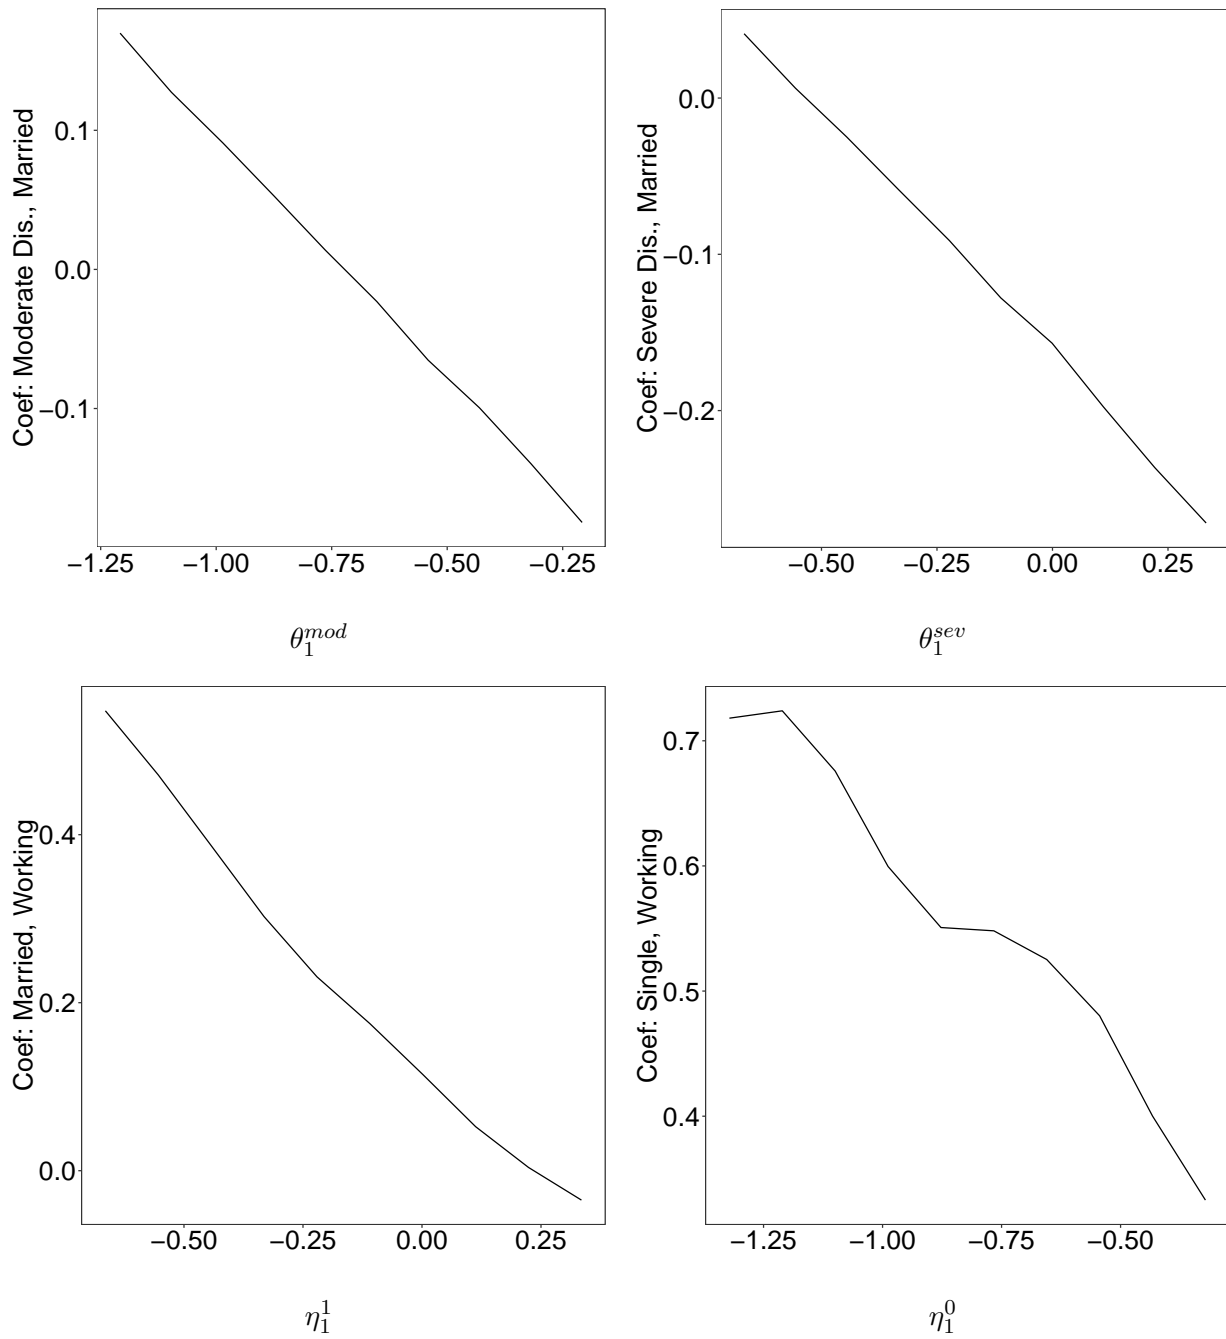 Coef: Moderate Dis., Married
0.1
0.0
−0.1
−1.25 −1.00 −0.75 −0.50 −0.25
θ₁ᵐᵒᵈ
Coef: Severe Dis., Married
0.0
−0.1
−0.2
−0.50 −0.25 0.00 0.25
θ₁ˢᵉᵛ
Coef: Married, Working
0.4
0.2
0.0
−0.50 −0.25 0.00 0.25
η₁¹
Coef: Single, Working
0.7
0.6
0.5
0.4
−1.25 −1.00 −0.75 −0.50
η₁⁰